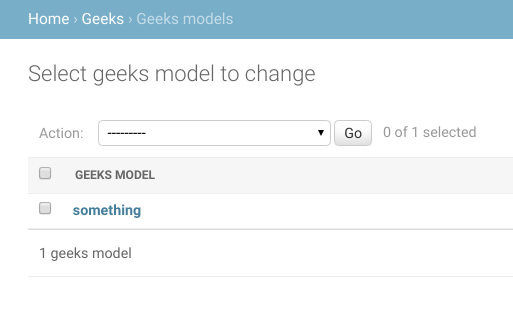 Home › Geeks › Geeks models
Select geeks model to change
Action: --------- Go 0 of 1 selected
GEEKS MODEL
something
1 geeks model